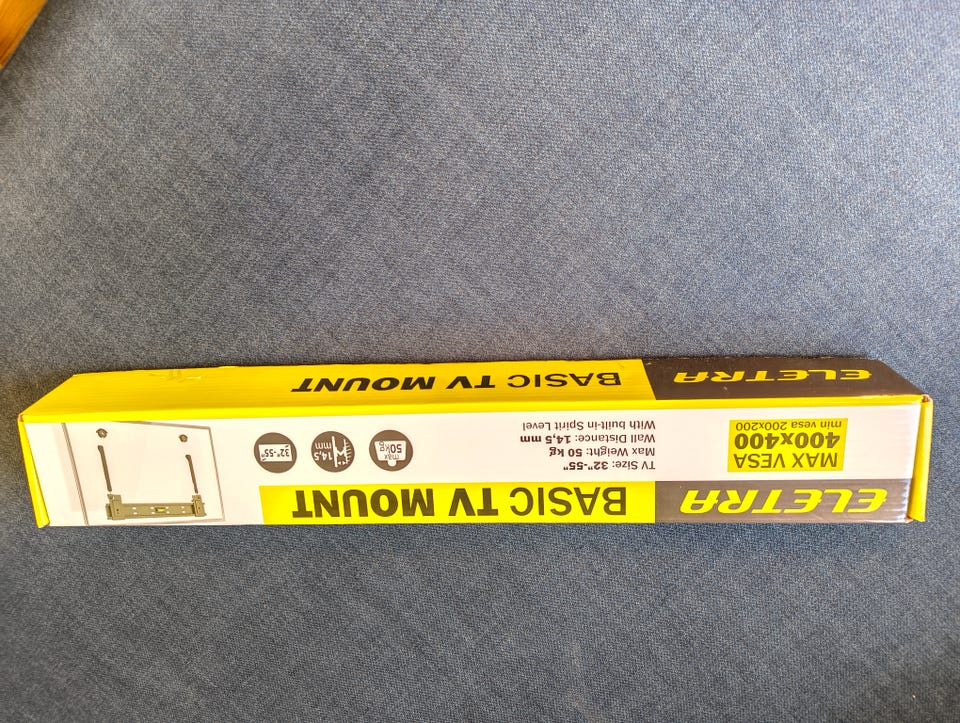 ELETRA
BASIC TV MOUNT
MAX VESA
400x400
min vesa 200x200
TV Size: 32"-55"
Max Weight: 50 kg
Wall Distance: 14,5 mm
With built-in Spirit Level
max
50
kg
14,5
mm
32"-55"
ELETRA
BASIC TV MOUNT